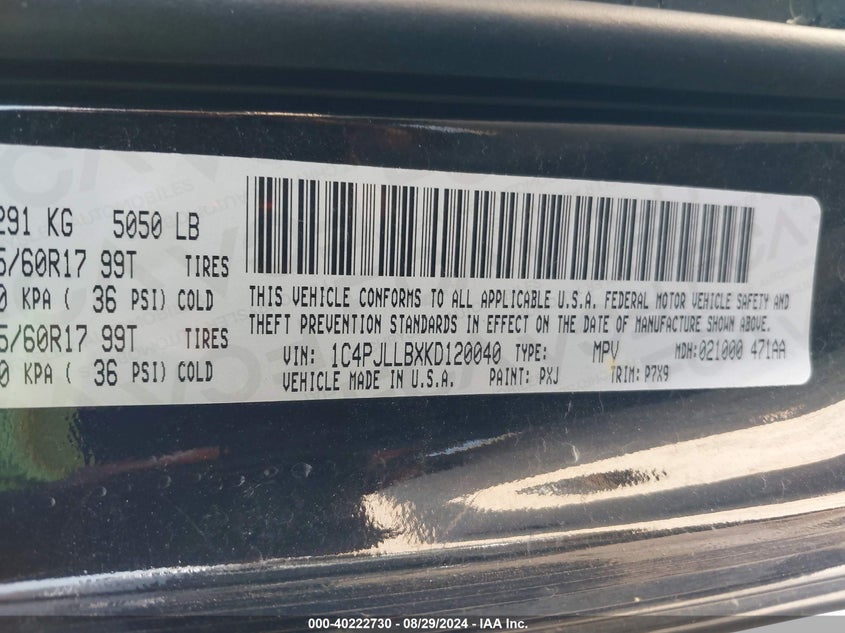 291 KG 5050 LB
5/60R17 99T TIRES
0 KPA ( 36 PSI) COLD
5/60R17 99T TIRES
0 KPA ( 36 PSI) COLD
THIS VEHICLE CONFORMS TO ALL APPLICABLE U.S.A. FEDERAL MOTOR VEHICLE SAFETY AND
THEFT PREVENTION STANDARDS IN EFFECT ON THE DATE OF MANUFACTURE SHOWN ABOVE.
VIN: 1C4PJLLBXKD120040 TYPE: MPV MDH:021000 471AA
VEHICLE MADE IN U.S.A. PAINT: PXJ TRIM: P7X9
000-40222730 - 08/29/2024 - IAA Inc.